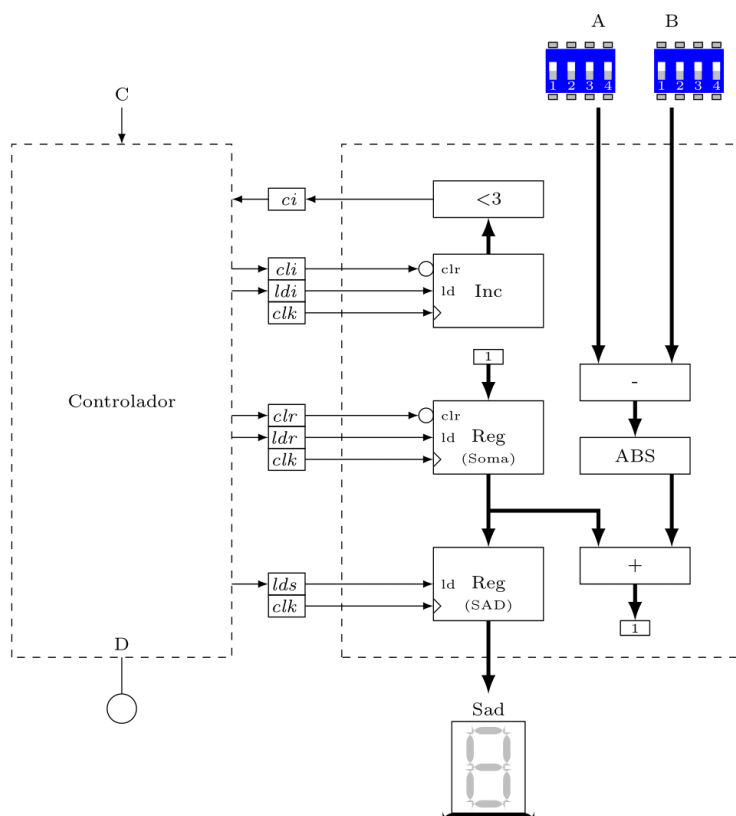 A B
1 2 3 4 1 2 3 4
C
ci <3
cli clr
ldi ld Inc
clk
1
Controlador
-
clr clr
ldr ld Reg
clk (Soma)
ABS
+
lds ld Reg
clk (SAD)
1
D
Sad